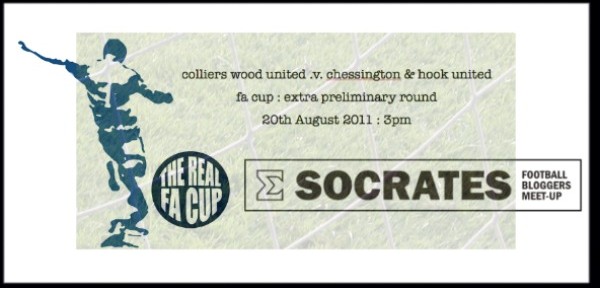 colliers wood united .v. chessington & hook united
fa cup : extra preliminary round
20th August 2011 : 3pm
THE REAL
FA CUP
Σ SOCRATES
FOOTBALL
BLOGGERS
MEET-UP